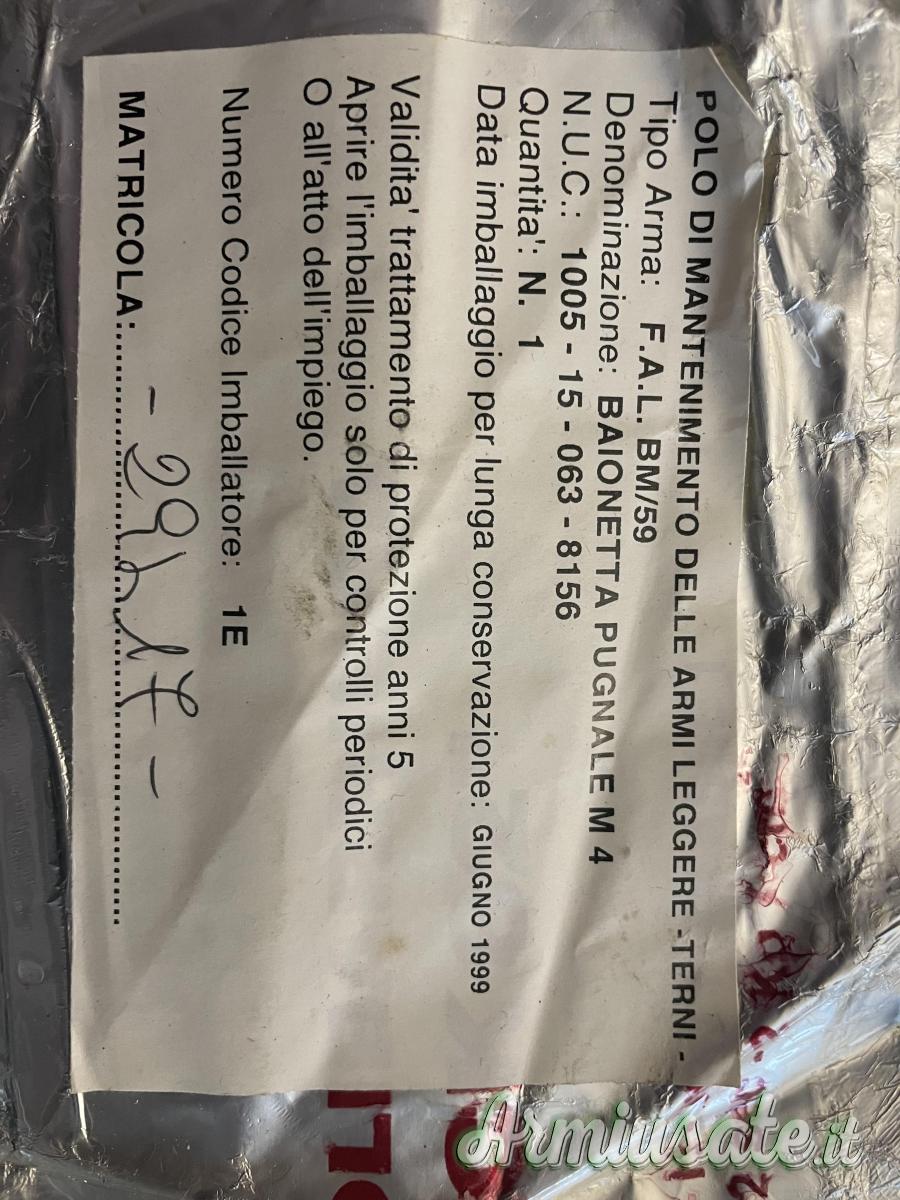 POLO DI MANTENIMENTO DELLE ARMI LEGGERE -TERNI -
Tipo Arma: F.A.L. BM/59
Denominazione: BAIONETTA PUGNALE M 4
N.U.C.: 1005 - 15 - 063 - 8156
Quantita': N. 1
Data imballaggio per lunga conservazione: GIUGNO 1999
Validita' trattamento di protezione anni 5
Aprire l'imballaggio solo per controlli periodici
O all'atto dell'impiego.
Numero Codice Imballatore: 1E
MATRICOLA:
Armiusate.it